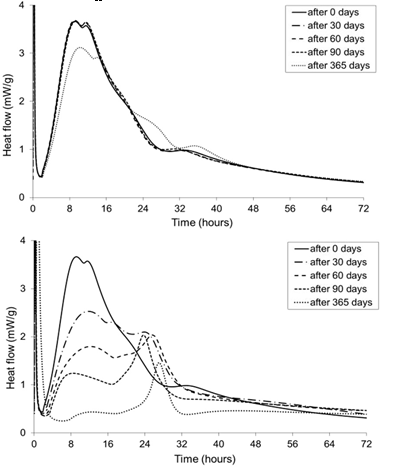 4
3
2
1
0
Heat flow (mW/g)
after 0 days
after 30 days
after 60 days
after 90 days
after 365 days
0 8 16 24 32 40 48 56 64 72
Time (hours)
4
3
2
1
0
Heat flow (mW/g)
after 0 days
after 30 days
after 60 days
after 90 days
after 365 days
0 8 16 24 32 40 48 56 64 72
Time (hours)